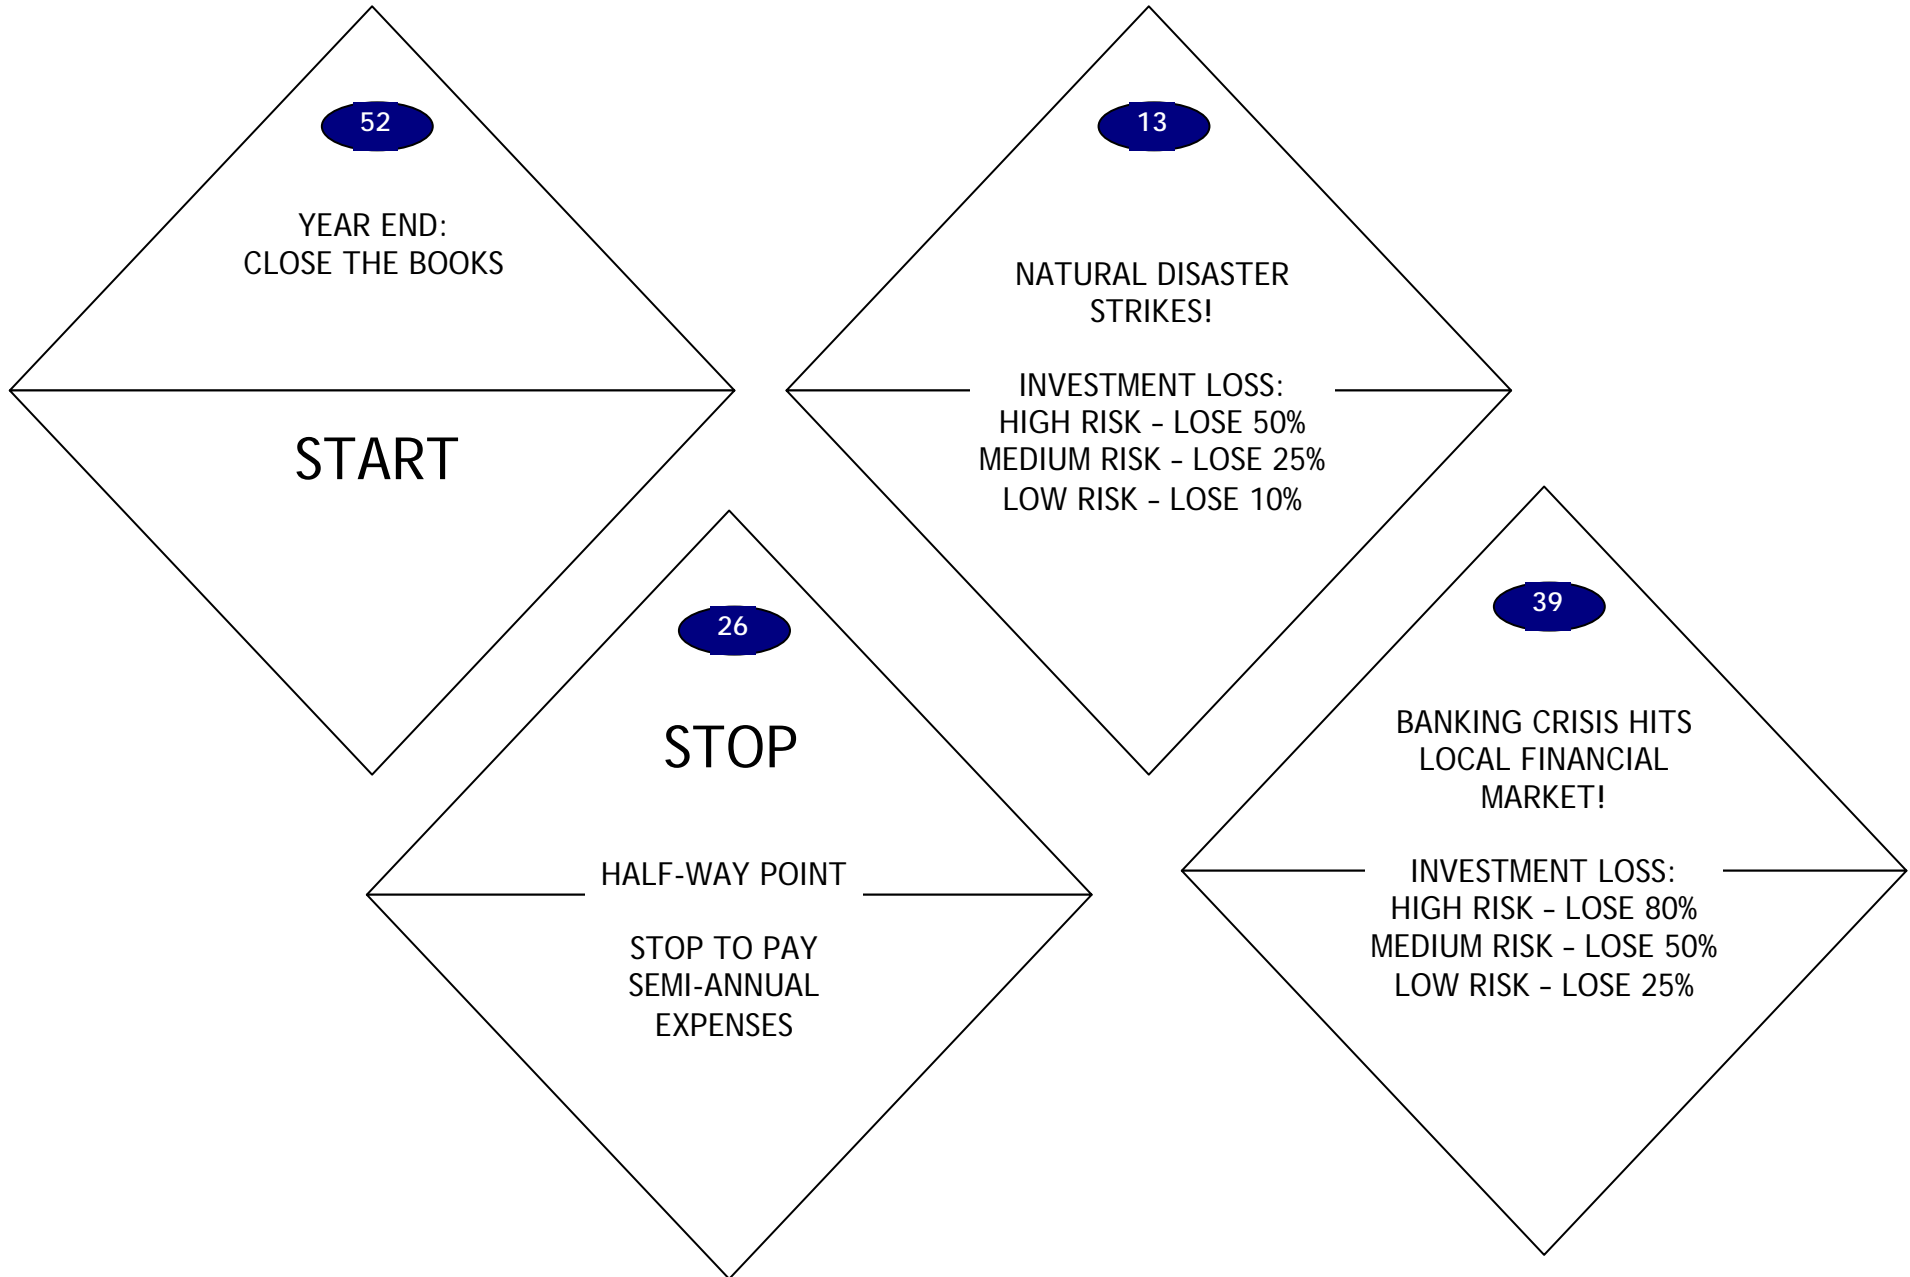 52
YEAR END:
CLOSE THE BOOKS
START
13
NATURAL DISASTER
STRIKES!
INVESTMENT LOSS:
HIGH RISK – LOSE 50%
MEDIUM RISK – LOSE 25%
LOW RISK – LOSE 10%
26
STOP
HALF-WAY POINT
STOP TO PAY
SEMI-ANNUAL
EXPENSES
39
BANKING CRISIS HITS
LOCAL FINANCIAL
MARKET!
INVESTMENT LOSS:
HIGH RISK – LOSE 80%
MEDIUM RISK – LOSE 50%
LOW RISK – LOSE 25%